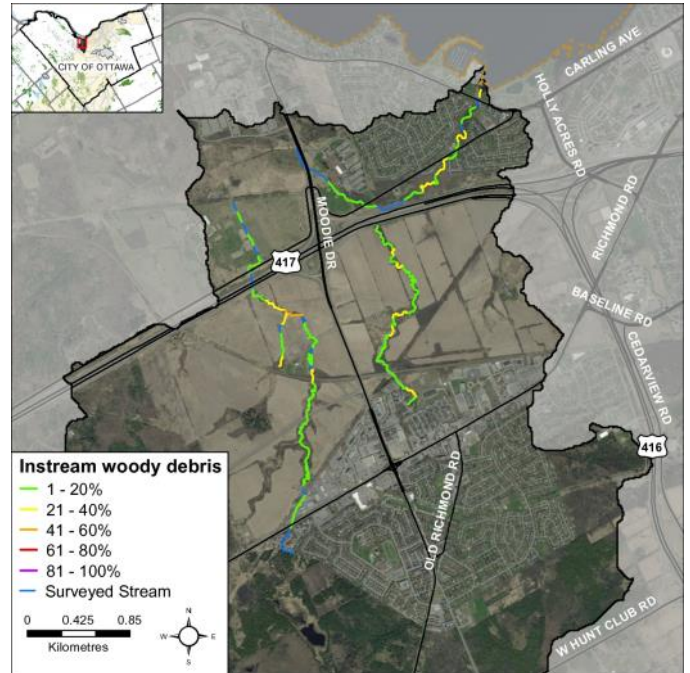 CITY OF OTTAWA
CARLING AVE
HOLLY ACRES RD
RICHMOND RD
MOODIE DR
417
BASELINE RD
CEDARVIEW RD
416
OLD RICHMOND RD
W HUNT CLUB RD
Instream woody debris
1 - 20%
21 - 40%
41 - 60%
61 - 80%
81 - 100%
Surveyed Stream
0 0.425 0.85
Kilometres
N
W E
S